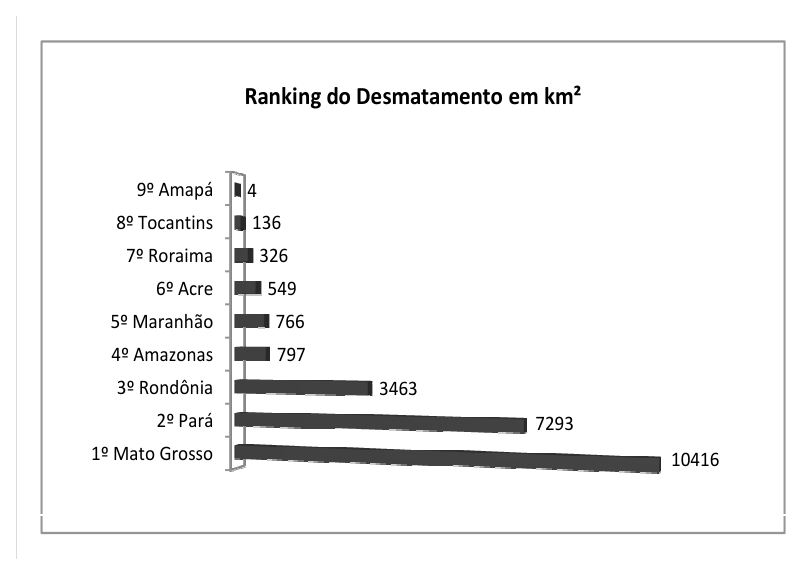 Ranking do Desmatamento em km²
9º Amapá 4
8º Tocantins 136
7º Roraima 326
6º Acre 549
5º Maranhão 766
4º Amazonas 797
3º Rondônia 3463
2º Pará 7293
1º Mato Grosso 10416